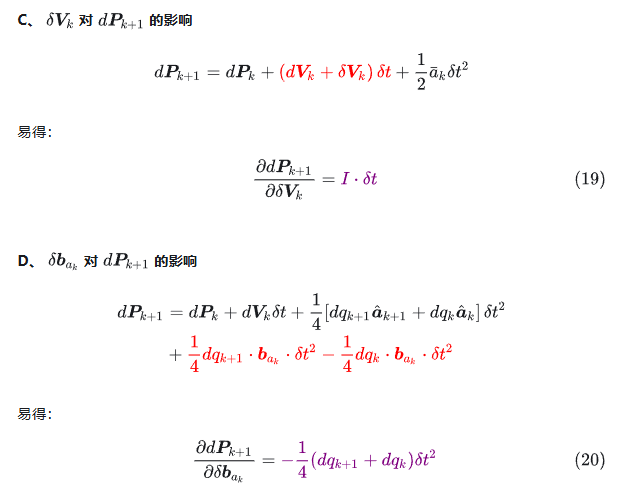 C、 $\delta \boldsymbol{V}_k$ 对 $d\boldsymbol{P}_{k+1}$ 的影响
$d\boldsymbol{P}_{k+1} = d\boldsymbol{P}_k + (d\boldsymbol{V}_k + \delta \boldsymbol{V}_k)\,\delta t + \frac{1}{2}\bar{a}_k \delta t^2$
易得：
$\frac{\partial d\boldsymbol{P}_{k+1}}{\partial \delta \boldsymbol{V}_k} = I \cdot \delta t$ (19)
D、 $\delta \boldsymbol{b}_{a_k}$ 对 $d\boldsymbol{P}_{k+1}$ 的影响
$d\boldsymbol{P}_{k+1} = d\boldsymbol{P}_k + d\boldsymbol{V}_k \delta t + \frac{1}{4}[dq_{k+1}\hat{\boldsymbol{a}}_{k+1} + dq_k \hat{\boldsymbol{a}}_k]\,\delta t^2$
$+ \frac{1}{4}dq_{k+1} \cdot \boldsymbol{b}_{a_k} \cdot \delta t^2 - \frac{1}{4}dq_k \cdot \boldsymbol{b}_{a_k} \cdot \delta t^2$
易得：
$\frac{\partial d\boldsymbol{P}_{k+1}}{\partial \delta \boldsymbol{b}_{a_k}} = -\frac{1}{4}(dq_{k+1} + dq_k)\delta t^2$ (20)